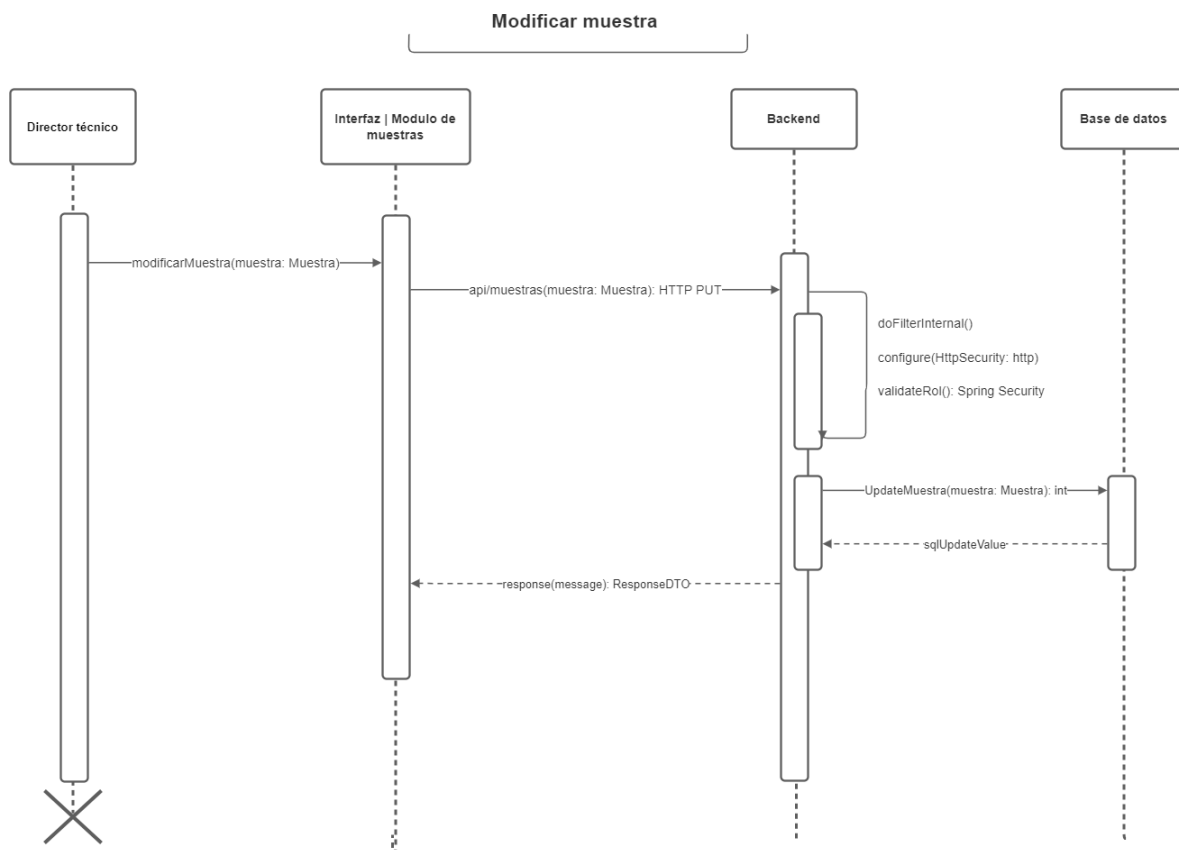 Modificar muestra
Director técnico
Interfaz | Modulo de
muestras
Backend
Base de datos
modificarMuestra(muestra: Muestra)
api/muestras(muestra: Muestra): HTTP PUT
doFilterInternal()
configure(HttpSecurity: http)
validateRol(): Spring Security
UpdateMuestra(muestra: Muestra): int
sqlUpdateValue
response(message): ResponseDTO